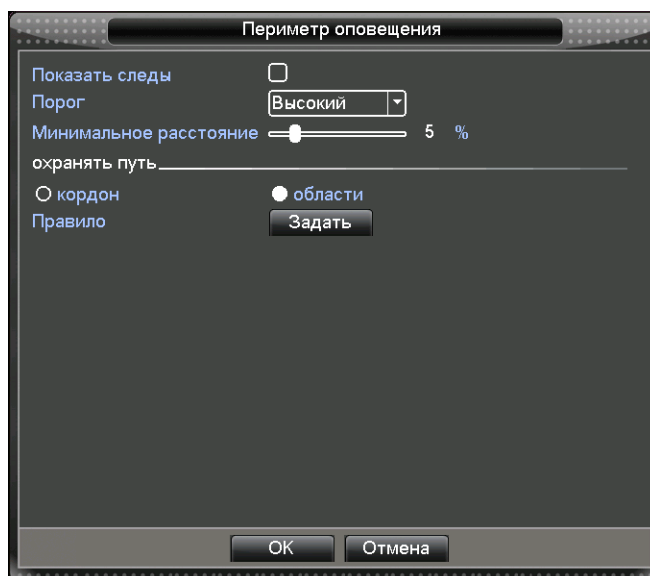 Периметр оповещения
Показать следы
Порог Высокий
Минимальное расстояние 5 %
охранять путь
кордон области
Правило Задать
OK Отмена